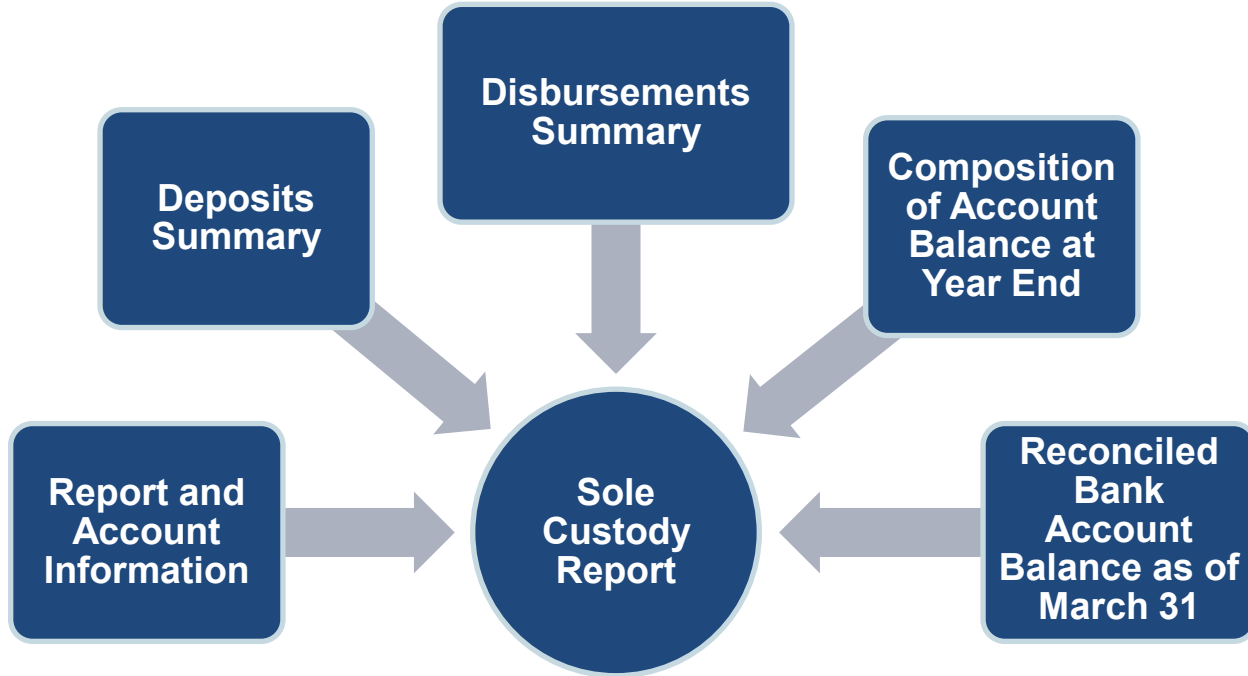 Disbursements
Summary
Deposits
Summary
Composition
of Account
Balance at
Year End
Report and
Account
Information
Sole
Custody
Report
Reconciled
Bank
Account
Balance as of
March 31